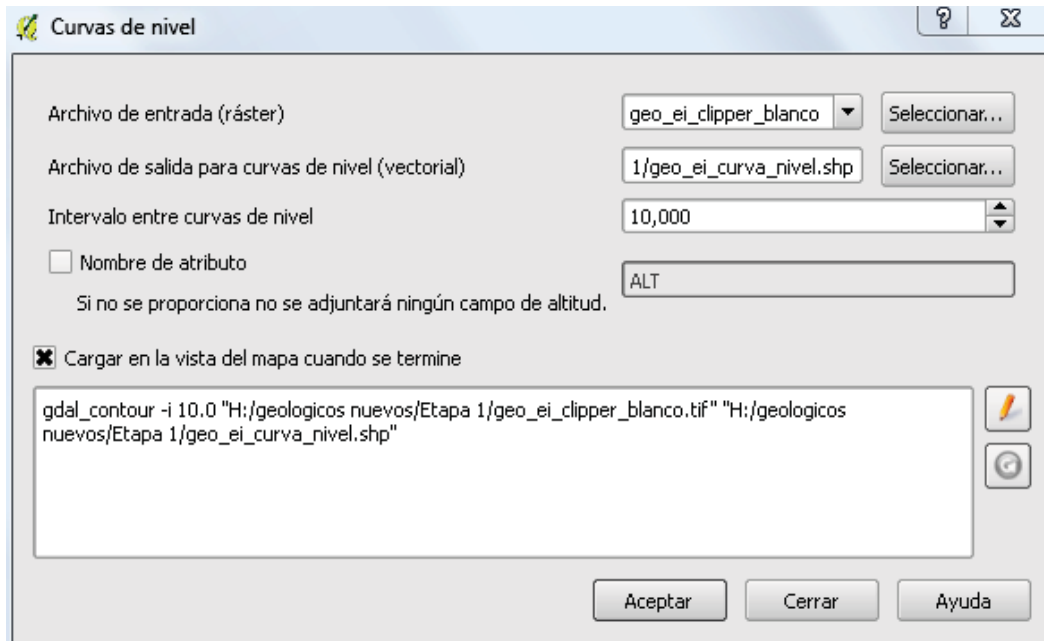 Curvas de nivel
Archivo de entrada (ráster)
geo_ei_clipper_blanco
Seleccionar...
Archivo de salida para curvas de nivel (vectorial)
1/geo_ei_curva_nivel.shp
Seleccionar...
Intervalo entre curvas de nivel
10,000
Nombre de atributo
ALT
Si no se proporciona no se adjuntará ningún campo de altitud.
Cargar en la vista del mapa cuando se termine
gdal_contour -i 10.0 "H:/geologicos nuevos/Etapa 1/geo_ei_clipper_blanco.tif" "H:/geologicos
nuevos/Etapa 1/geo_ei_curva_nivel.shp"
Aceptar
Cerrar
Ayuda